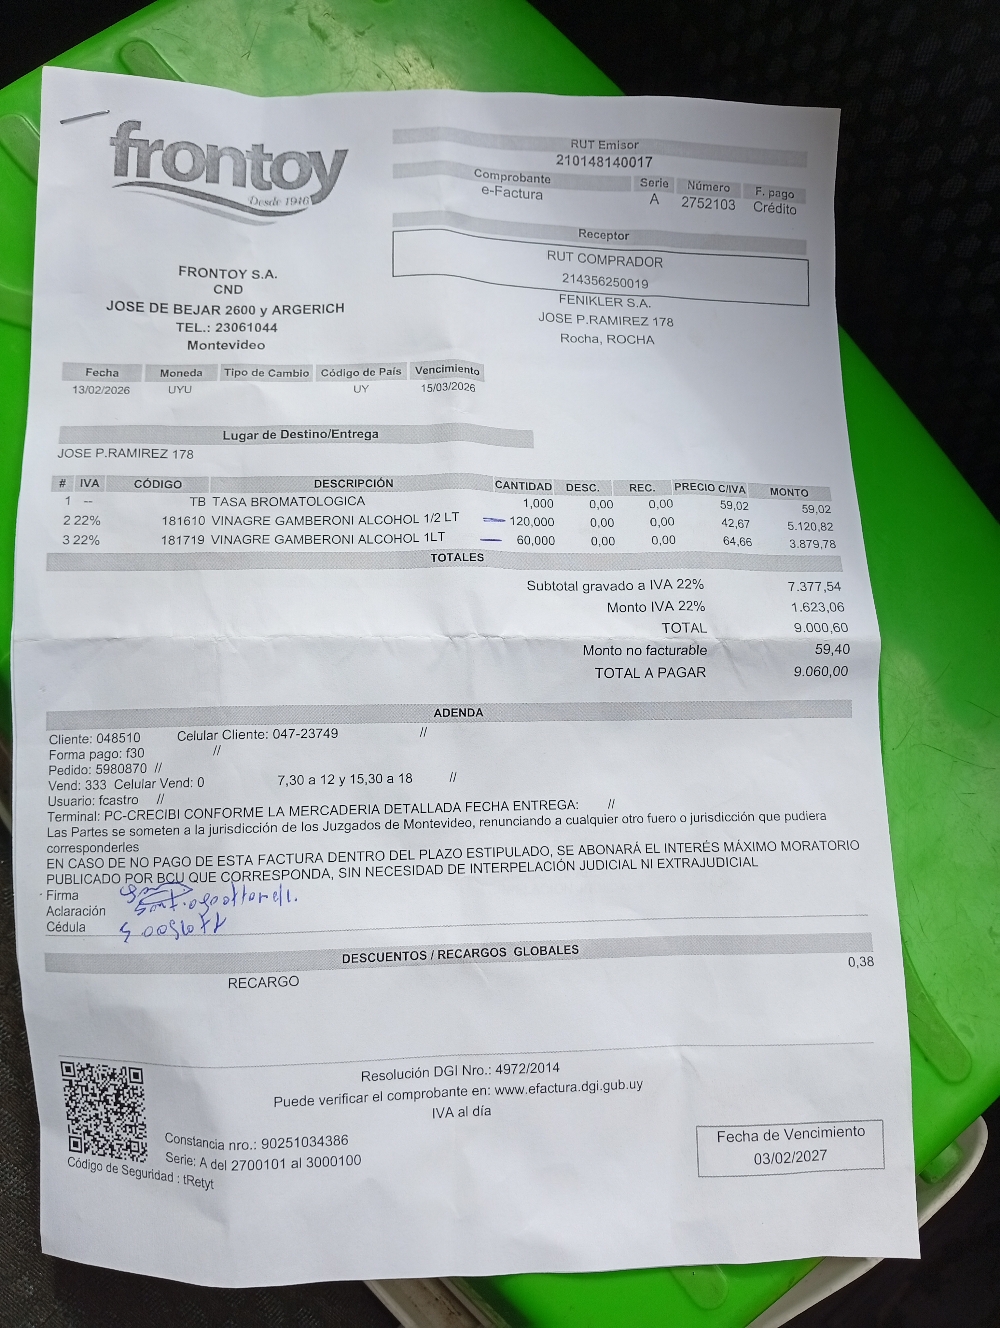 frontoy
Desde 1946
RUT Emisor
210148140017
Comprobante Serie Número F. pago
e-Factura A 2752103 Crédito
Receptor
RUT COMPRADOR
214356250019
FENIKLER S.A.
JOSE P.RAMIREZ 178
Rocha, ROCHA
FRONTOY S.A.
CND
JOSE DE BEJAR 2600 y ARGERICH
TEL.: 23061044
Montevideo
Fecha Moneda Tipo de Cambio Código de País Vencimiento
13/02/2026 UYU UY 15/03/2026
Lugar de Destino/Entrega
JOSE P.RAMIREZ 178
# IVA CÓDIGO DESCRIPCIÓN CANTIDAD DESC. REC. PRECIO C/IVA MONTO
1 -- TB TASA BROMATOLOGICA 1,000 0,00 0,00 59,02 59,02
2 22% 181610 VINAGRE GAMBERONI ALCOHOL 1/2 LT 120,000 0,00 0,00 42,67 5.120,82
3 22% 181719 VINAGRE GAMBERONI ALCOHOL 1LT 60,000 0,00 0,00 64,66 3.879,78
TOTALES
Subtotal gravado a IVA 22% 7.377,54
Monto IVA 22% 1.623,06
TOTAL 9.000,60
Monto no facturable 59,40
TOTAL A PAGAR 9.060,00
ADENDA
Cliente: 048510 Celular Cliente: 047-23749 //
Forma pago: f30 //
Pedido: 5980870 //
Vend: 333 Celular Vend: 0 7,30 a 12 y 15,30 a 18 //
Usuario: fcastro //
Terminal: PC-CRECIBI CONFORME LA MERCADERIA DETALLADA FECHA ENTREGA: //
Las Partes se someten a la jurisdicción de los Juzgados de Montevideo, renunciando a cualquier otro fuero o jurisdicción que pudiera
corresponderles
EN CASO DE NO PAGO DE ESTA FACTURA DENTRO DEL PLAZO ESTIPULADO, SE ABONARÁ EL INTERÉS MÁXIMO MORATORIO
PUBLICADO POR BCU QUE CORRESPONDA, SIN NECESIDAD DE INTERPELACIÓN JUDICIAL NI EXTRAJUDICIAL
Firma
Aclaración
Cédula
DESCUENTOS / RECARGOS GLOBALES
RECARGO 0,38
Resolución DGI Nro.: 4972/2014
Puede verificar el comprobante en: www.efactura.dgi.gub.uy
IVA al día
Constancia nro.: 90251034386
Serie: A del 2700101 al 3000100
Código de Seguridad : tRetyt
Fecha de Vencimiento
03/02/2027